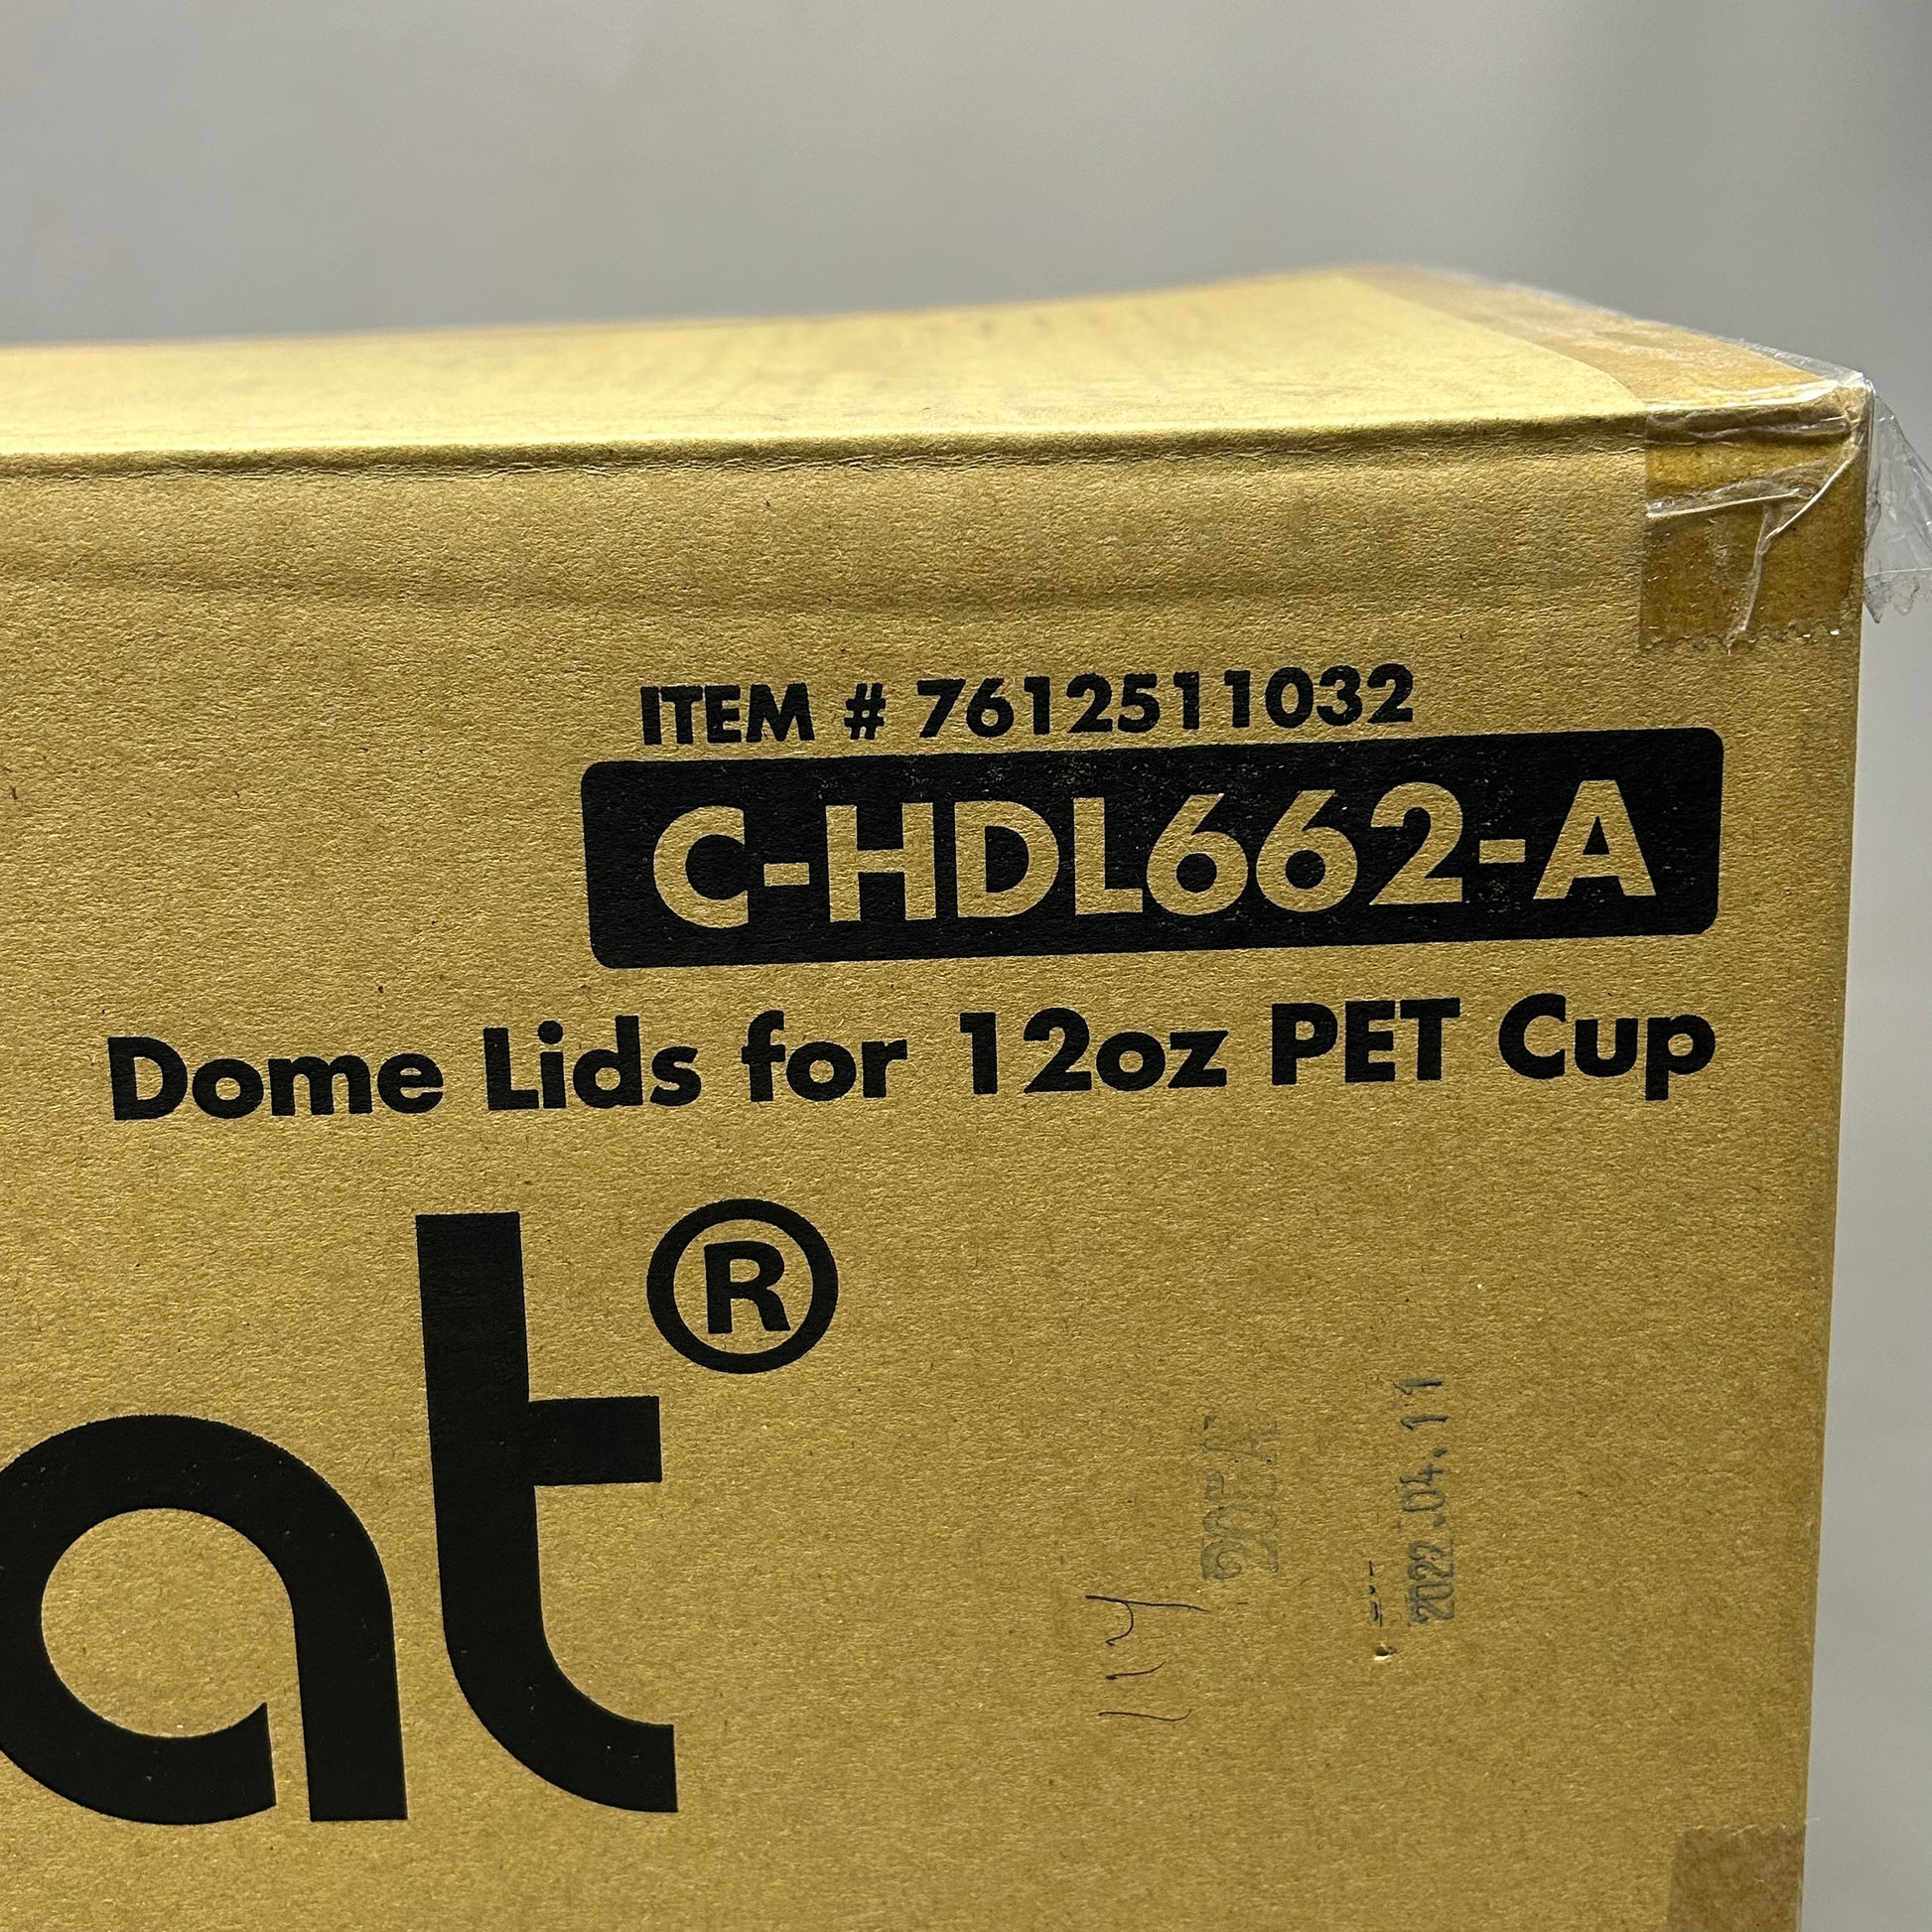 ITEM # 7612511032
C-HDL662-A
Dome Lids for 12oz PET Cup
at®
2022.04.11